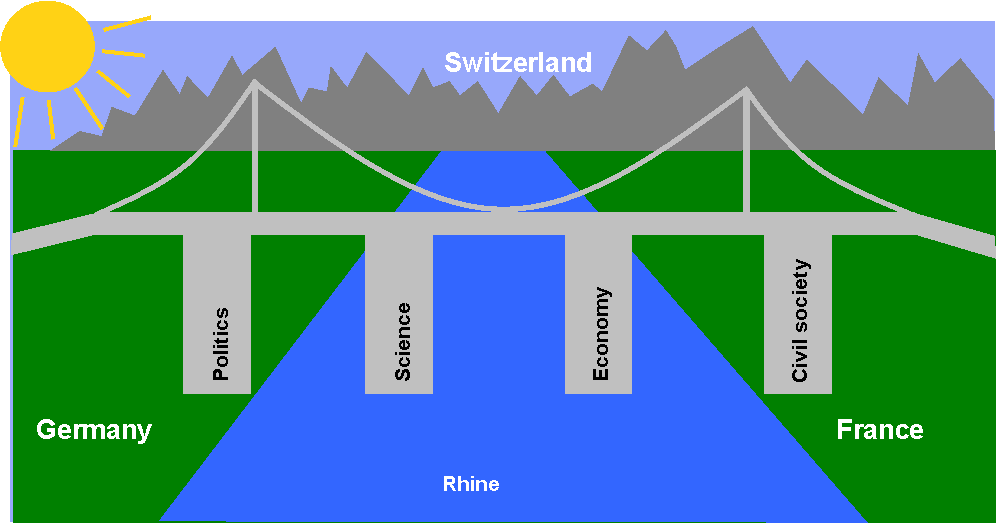 Switzerland
Politics
Science
Economy
Civil society
Germany
France
Rhine